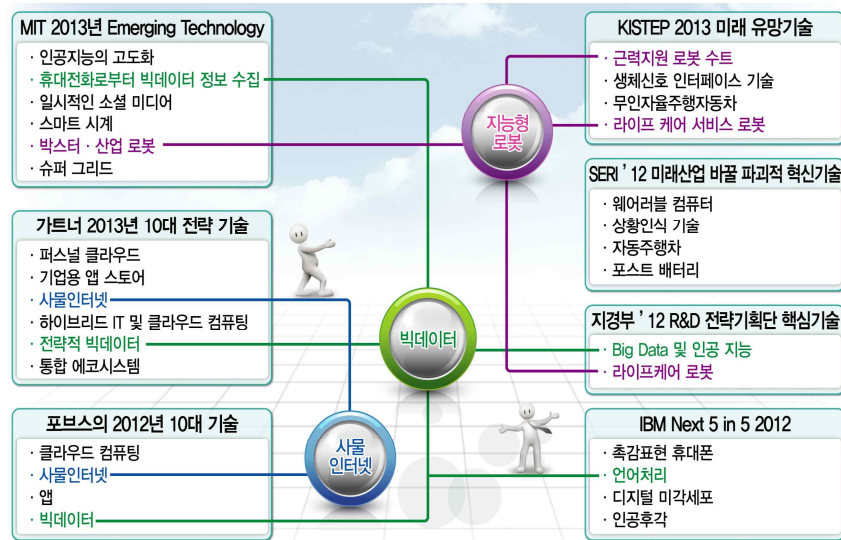 MIT 2013년 Emerging Technology
· 인공지능의 고도화
· 휴대전화로부터 빅데이터 정보 수집
· 일시적인 소셜 미디어
· 스마트 시계
· 박스터 · 산업 로봇
· 슈퍼 그리드
가트너 2013년 10대 전략 기술
· 퍼스널 클라우드
· 기업용 앱 스토어
· 사물인터넷
· 하이브리드 IT 및 클라우드 컴퓨팅
· 전략적 빅데이터
· 통합 에코시스템
포브스의 2012년 10대 기술
· 클라우드 컴퓨팅
· 사물인터넷
· 앱
· 빅데이터
지능형
로봇
빅데이터
사물
인터넷
KISTEP 2013 미래 유망기술
· 근력지원 로봇 수트
· 생체신호 인터페이스 기술
· 무인자율주행자동차
· 라이프 케어 서비스 로봇
SERI ’12 미래산업 바꿀 파괴적 혁신기술
· 웨어러블 컴퓨터
· 상황인식 기술
· 자동주행차
· 포스트 배터리
지경부 ’12 R&D 전략기획단 핵심기술
· Big Data 및 인공 지능
· 라이프케어 로봇
IBM Next 5 in 5 2012
· 촉감표현 휴대폰
· 언어처리
· 디지털 미각세포
· 인공후각